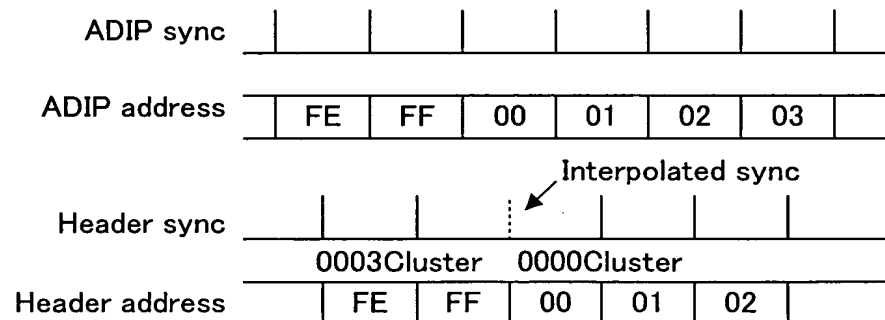 ADIP sync
ADIP address FE FF 00 01 02 03
Interpolated sync
Header sync
0003Cluster 0000Cluster
Header address FE FF 00 01 02